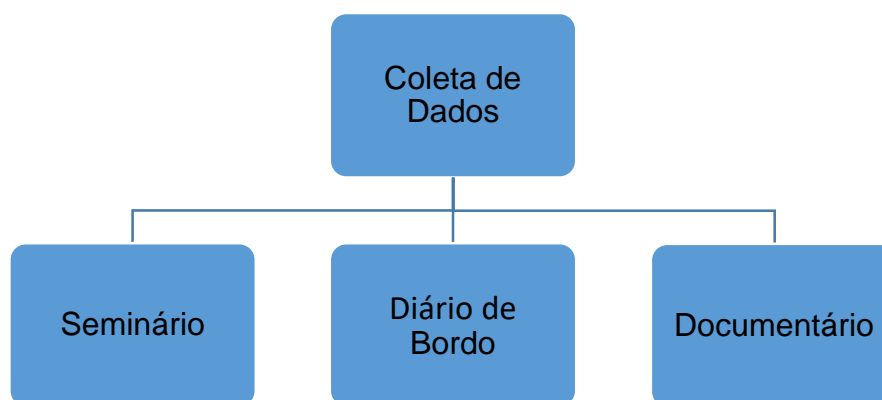 Coleta de
Dados
Seminário
Diário de
Bordo
Documentário